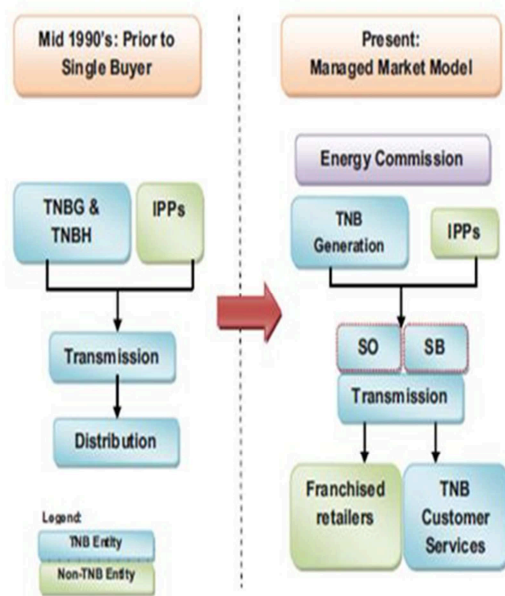 Mid 1990's: Prior to
Single Buyer
TNBG &
TNBH
IPPs
Transmission
Distribution
Legend:
TNB Entity
Non-TNB Entity
Present:
Managed Market Model
Energy Commission
TNB
Generation
IPPs
SO
SB
Transmission
Franchised
retailers
TNB
Customer
Services